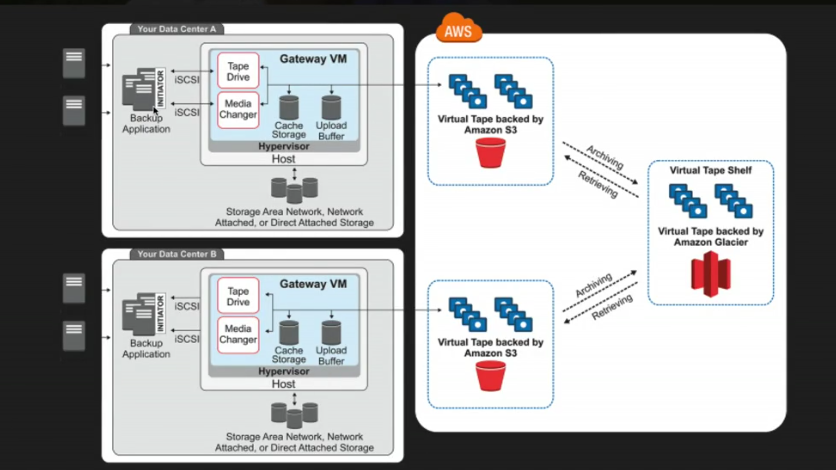 Your Data Center A
INITIATOR
Backup
Application
iSCSI
iSCSI
Tape
Drive
Media
Changer
Gateway VM
Cache
Storage
Upload
Buffer
Hypervisor
Host
Storage Area Network, Network
Attached, or Direct Attached Storage
Your Data Center B
INITIATOR
Backup
Application
iSCSI
iSCSI
Tape
Drive
Media
Changer
Gateway VM
Cache
Storage
Upload
Buffer
Hypervisor
Host
Storage Area Network, Network
Attached, or Direct Attached Storage
AWS
Virtual Tape backed by
Amazon S3
Archiving
Retrieving
Virtual Tape Shelf
Virtual Tape backed by
Amazon Glacier
Archiving
Retrieving
Virtual Tape backed by
Amazon S3